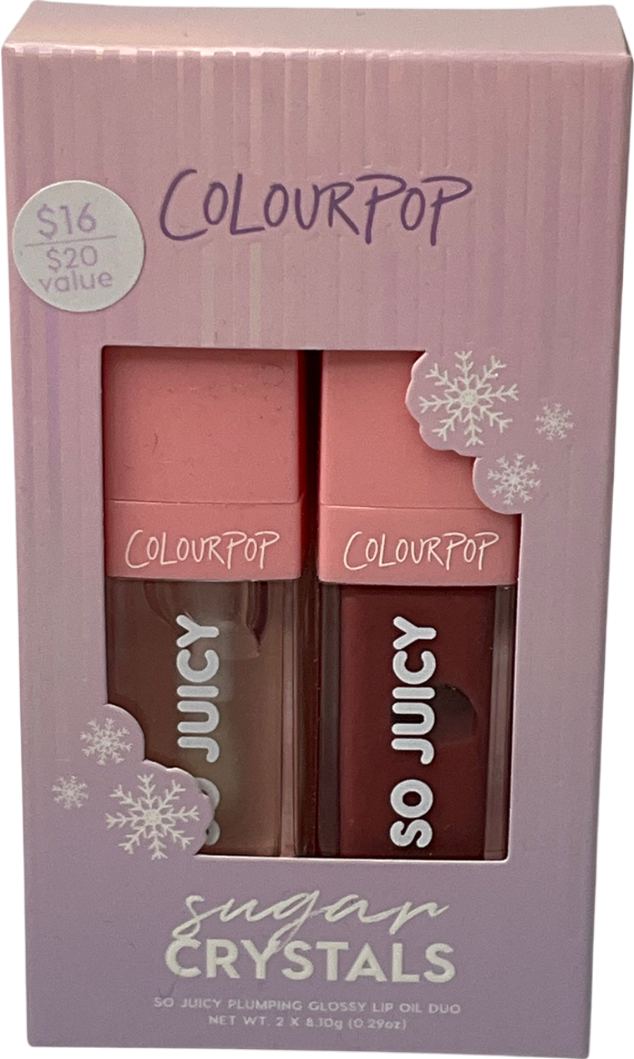 COLOURPOP
$16
$20
value
COLOURPOP
COLOURPOP
SO JUICY
SO JUICY
sugar
CRYSTALS
SO JUICY PLUMPING GLOSSY LIP OIL DUO
NET WT. 2 X 8.10g (0.29oz)